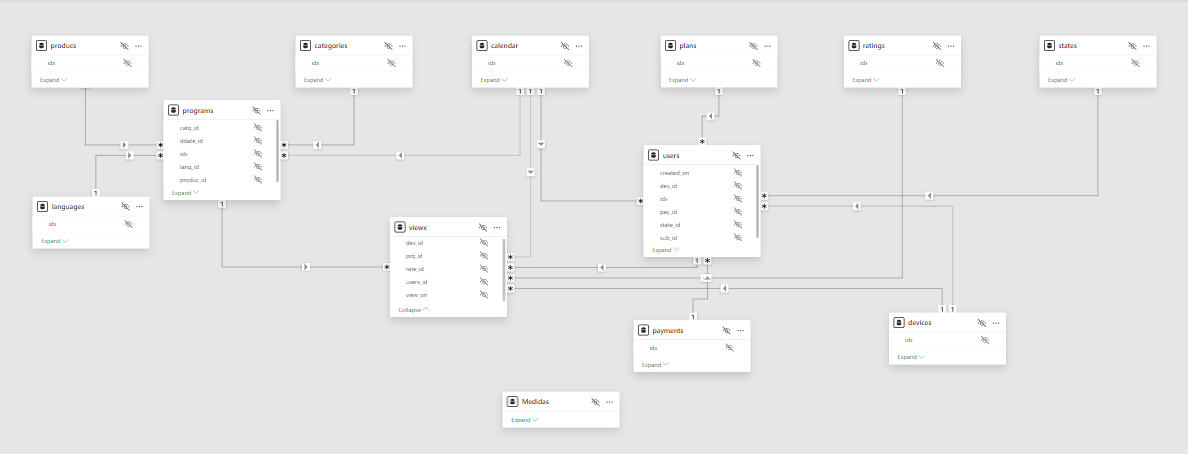 producs
idx
Expand
categories
idx
Expand
calendar
idx
Expand
plans
idx
Expand
ratings
idx
Expand
states
idx
Expand
1
1
1
1
1
1
1
programs
catq_id
ddate_id
idx
lanq_id
produc_id
Expand
*
*
*
*
1
1
languages
idx
Expand
users
created_on
dev_id
idx
pay_id
state_id
sub_id
Expand
*
*
*
*
1
*
viewx
dev_id
prq_id
rate_id
users_id
view_on
Collapse
*
*
*
*
*
payments
idx
Expand
1
devices
idx
Expand
1
1
Medidas
Expand